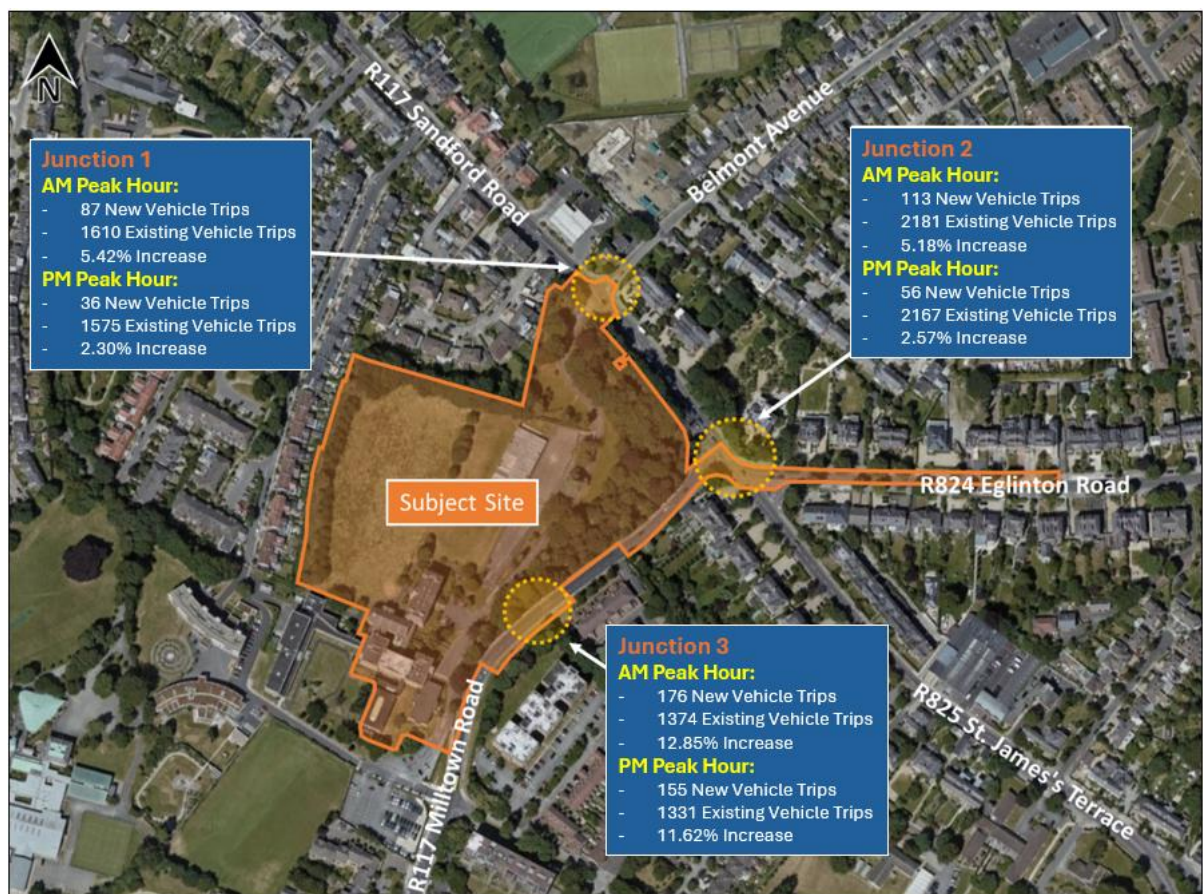 N
R117 Sandford Road
Belmont Avenue
Junction 1
AM Peak Hour:
- 87 New Vehicle Trips
- 1610 Existing Vehicle Trips
- 5.42% Increase
PM Peak Hour:
- 36 New Vehicle Trips
- 1575 Existing Vehicle Trips
- 2.30% Increase
Junction 2
AM Peak Hour:
- 113 New Vehicle Trips
- 2181 Existing Vehicle Trips
- 5.18% Increase
PM Peak Hour:
- 56 New Vehicle Trips
- 2167 Existing Vehicle Trips
- 2.57% Increase
Subject Site
R824 Eglinton Road
Junction 3
AM Peak Hour:
- 176 New Vehicle Trips
- 1374 Existing Vehicle Trips
- 12.85% Increase
PM Peak Hour:
- 155 New Vehicle Trips
- 1331 Existing Vehicle Trips
- 11.62% Increase
R117 Milltown Road
R825 St. James's Terrace